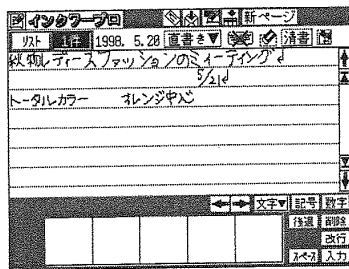 インクワープロ 新ページ
リスト 1件 1998. 5.20 直書き▼ 清書
秋物レディースファッションのミーティング↲
5/21↲
トータルカラー オレンジ中心
← → 文字▼ 記号 数字
後退 削除
改行
スペース 入力